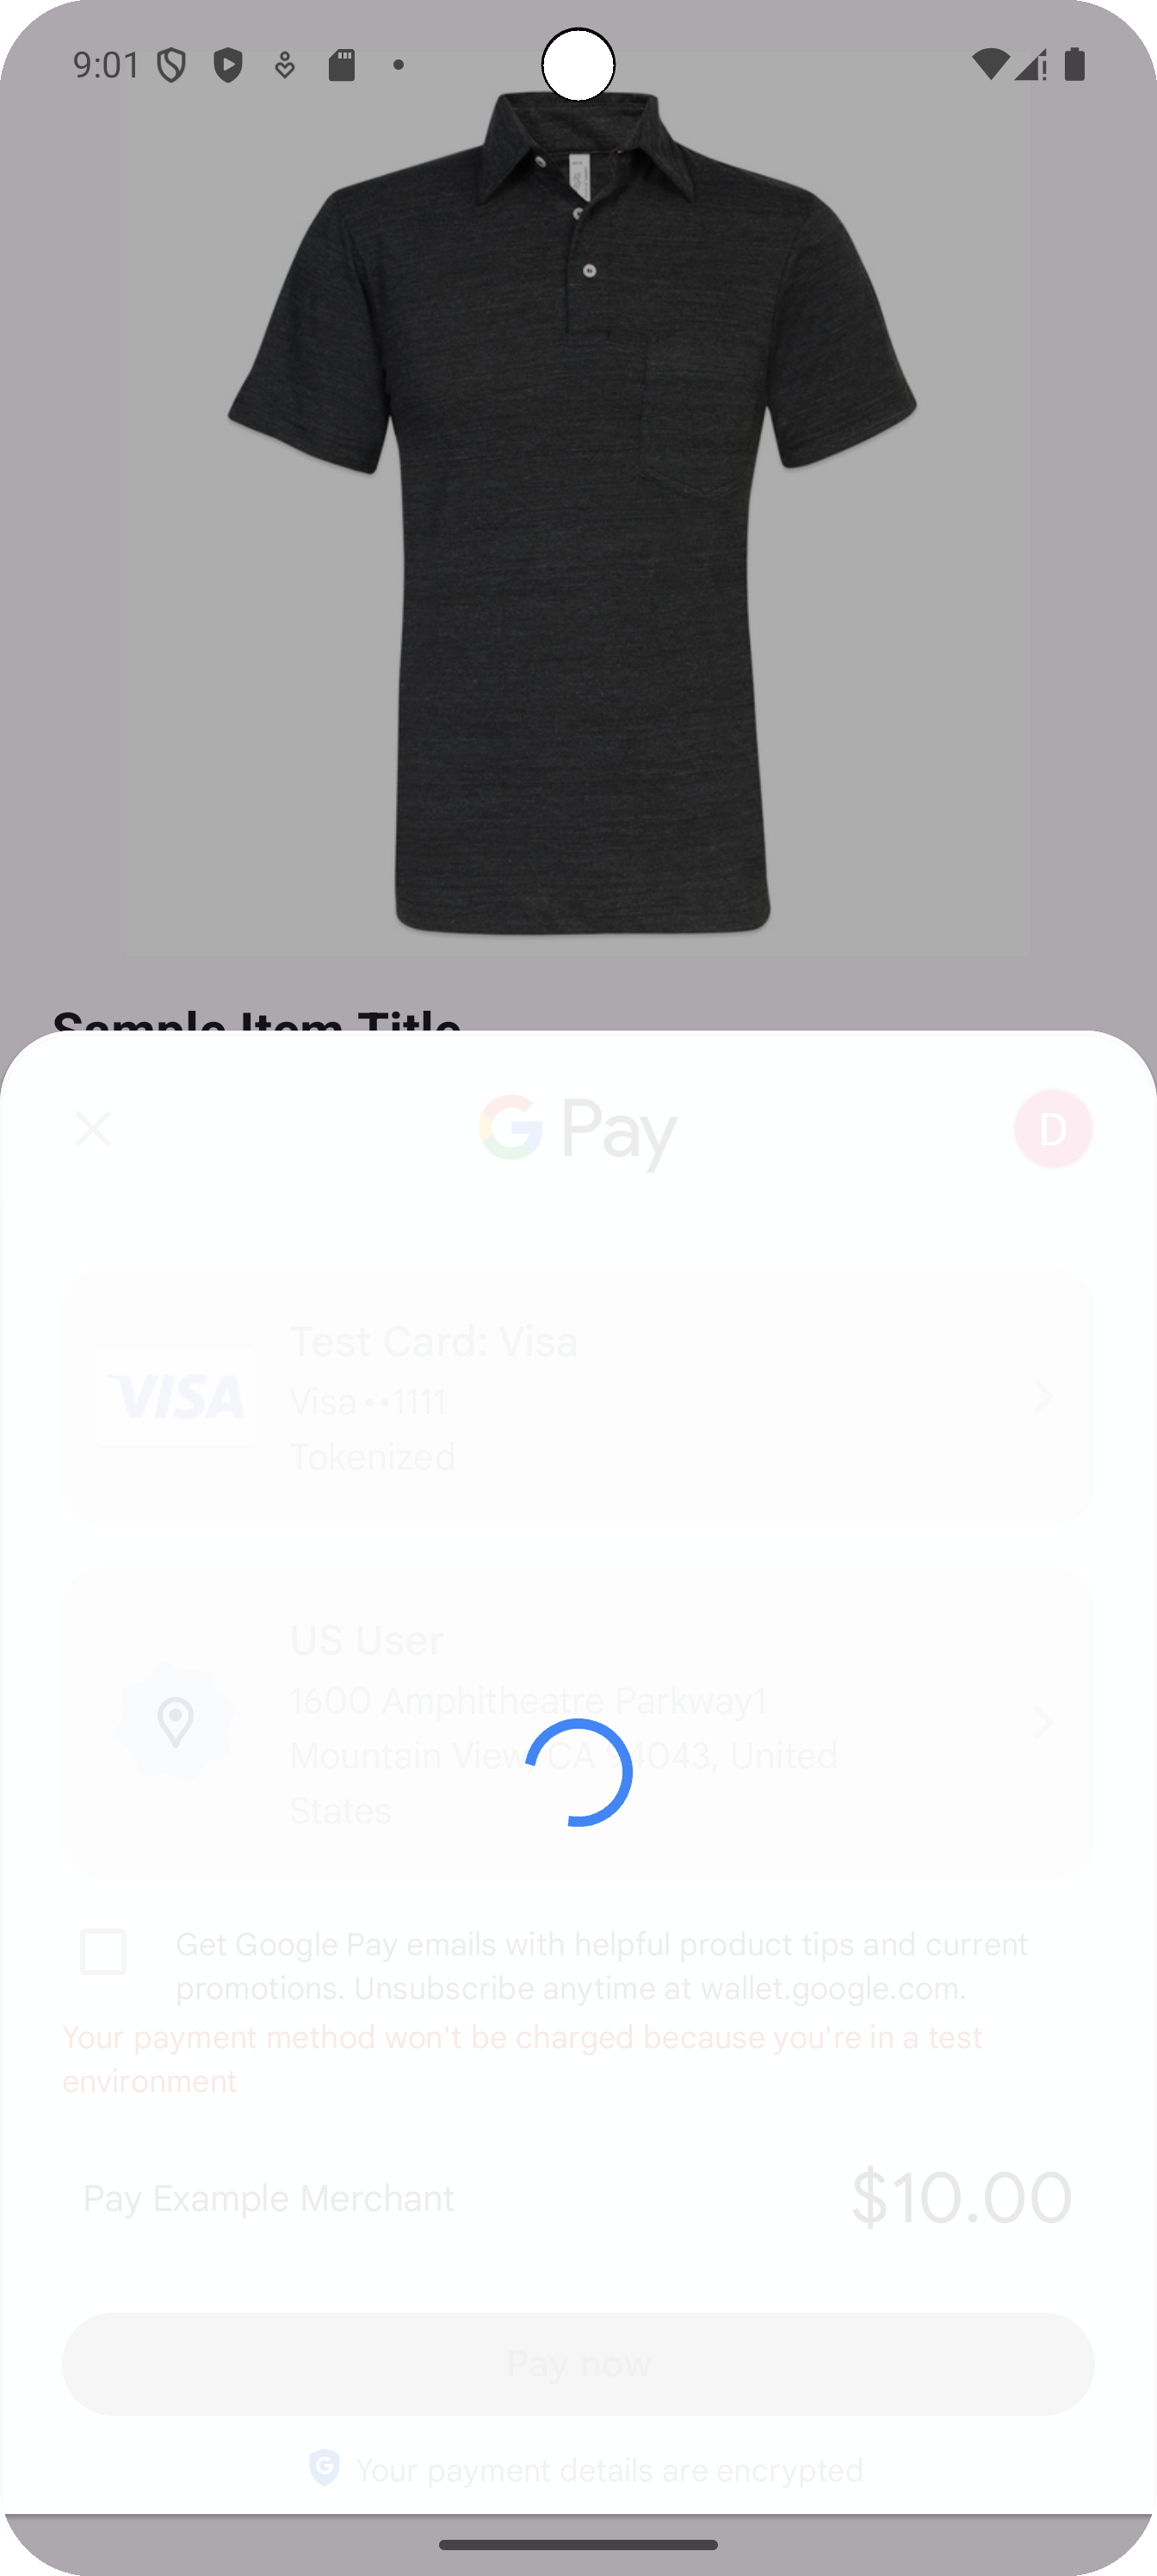 9:01
Sample Item Title
G Pay
D
Test Card: Visa
VISA
Visa ••1111
Tokenized
US User
1600 Amphitheatre Parkway1
Mountain View, CA 94043, United
States
Get Google Pay emails with helpful product tips and current
promotions. Unsubscribe anytime at wallet.google.com.
Your payment method won't be charged because you're in a test
environment
Pay Example Merchant
$10.00
Pay now
Your payment details are encrypted